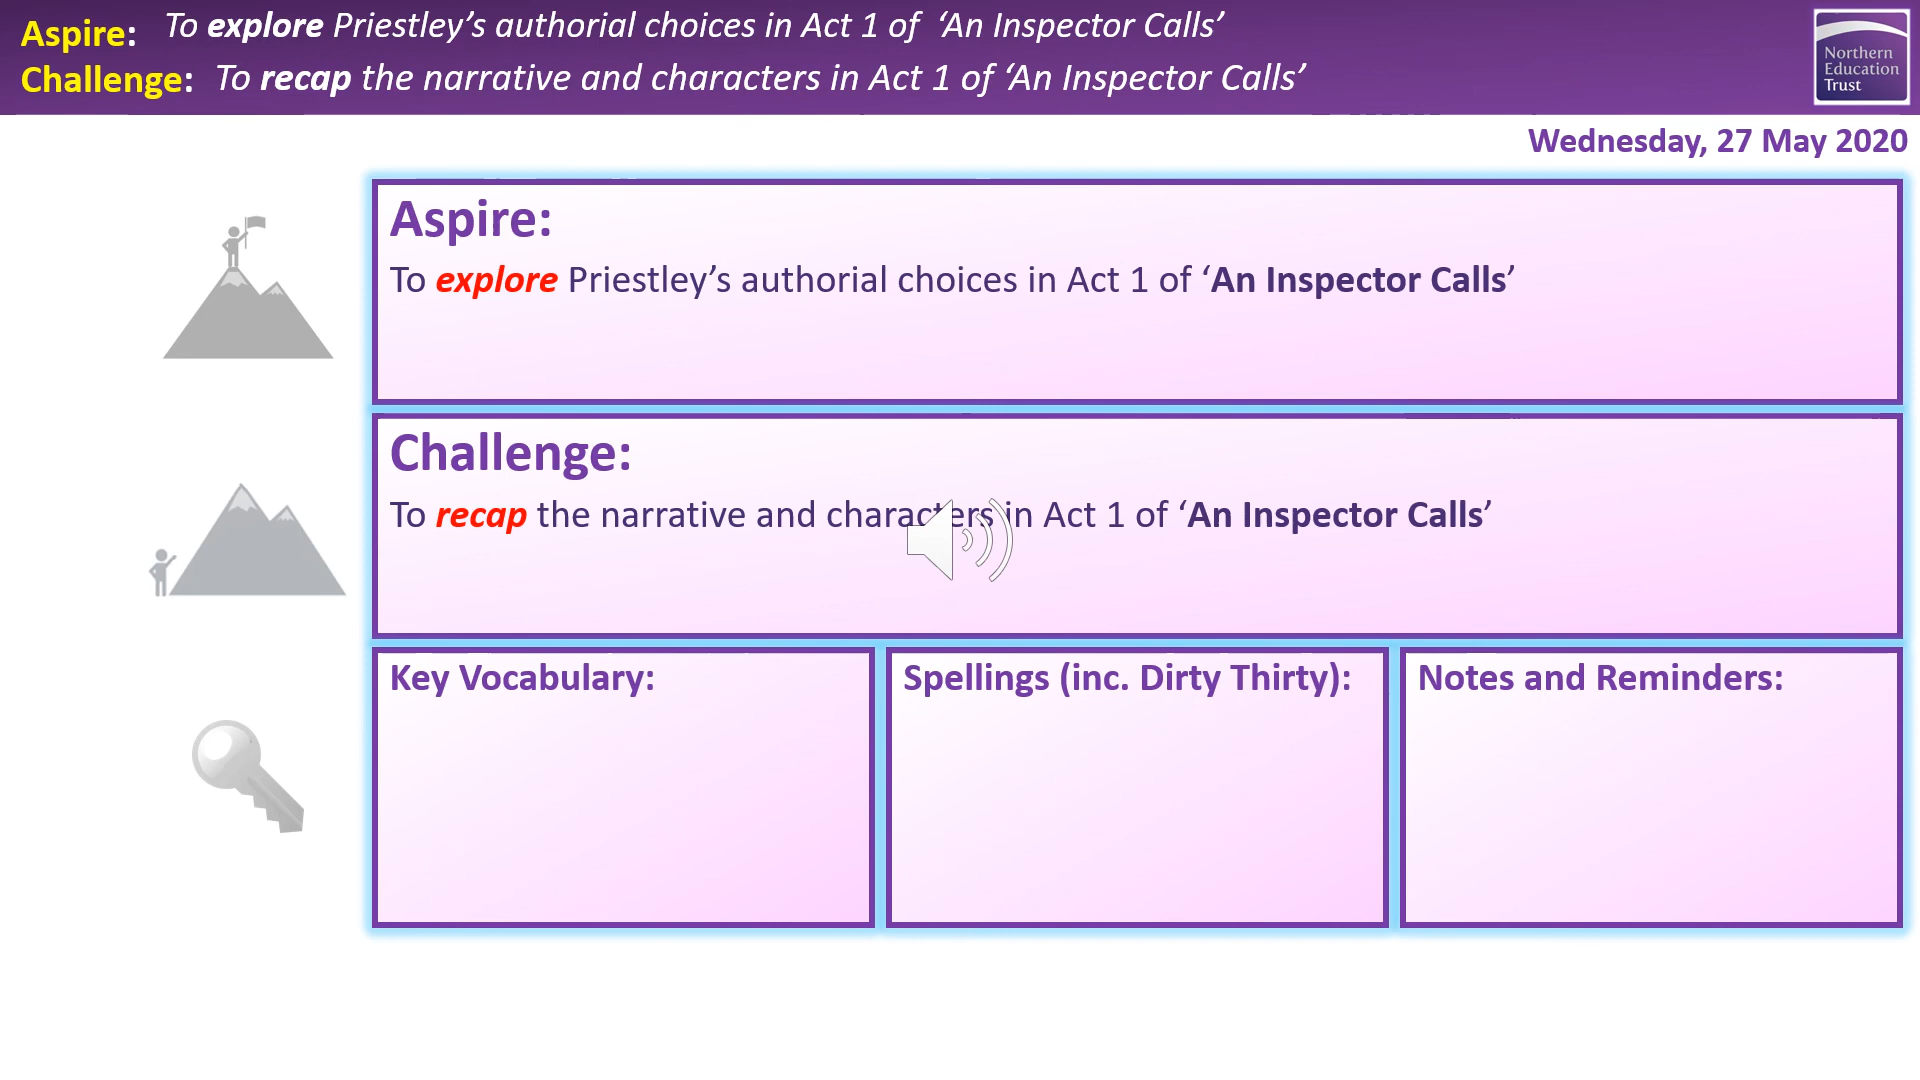 Aspire: To explore Priestley’s authorial choices in Act 1 of ‘An Inspector Calls’
Challenge: To recap the narrative and characters in Act 1 of ‘An Inspector Calls’
Northern
Education
Trust
Wednesday, 27 May 2020
Aspire:
To explore Priestley’s authorial choices in Act 1 of ‘An Inspector Calls’
Challenge:
To recap the narrative and characters in Act 1 of ‘An Inspector Calls’
Key Vocabulary:
Spellings (inc. Dirty Thirty):
Notes and Reminders: